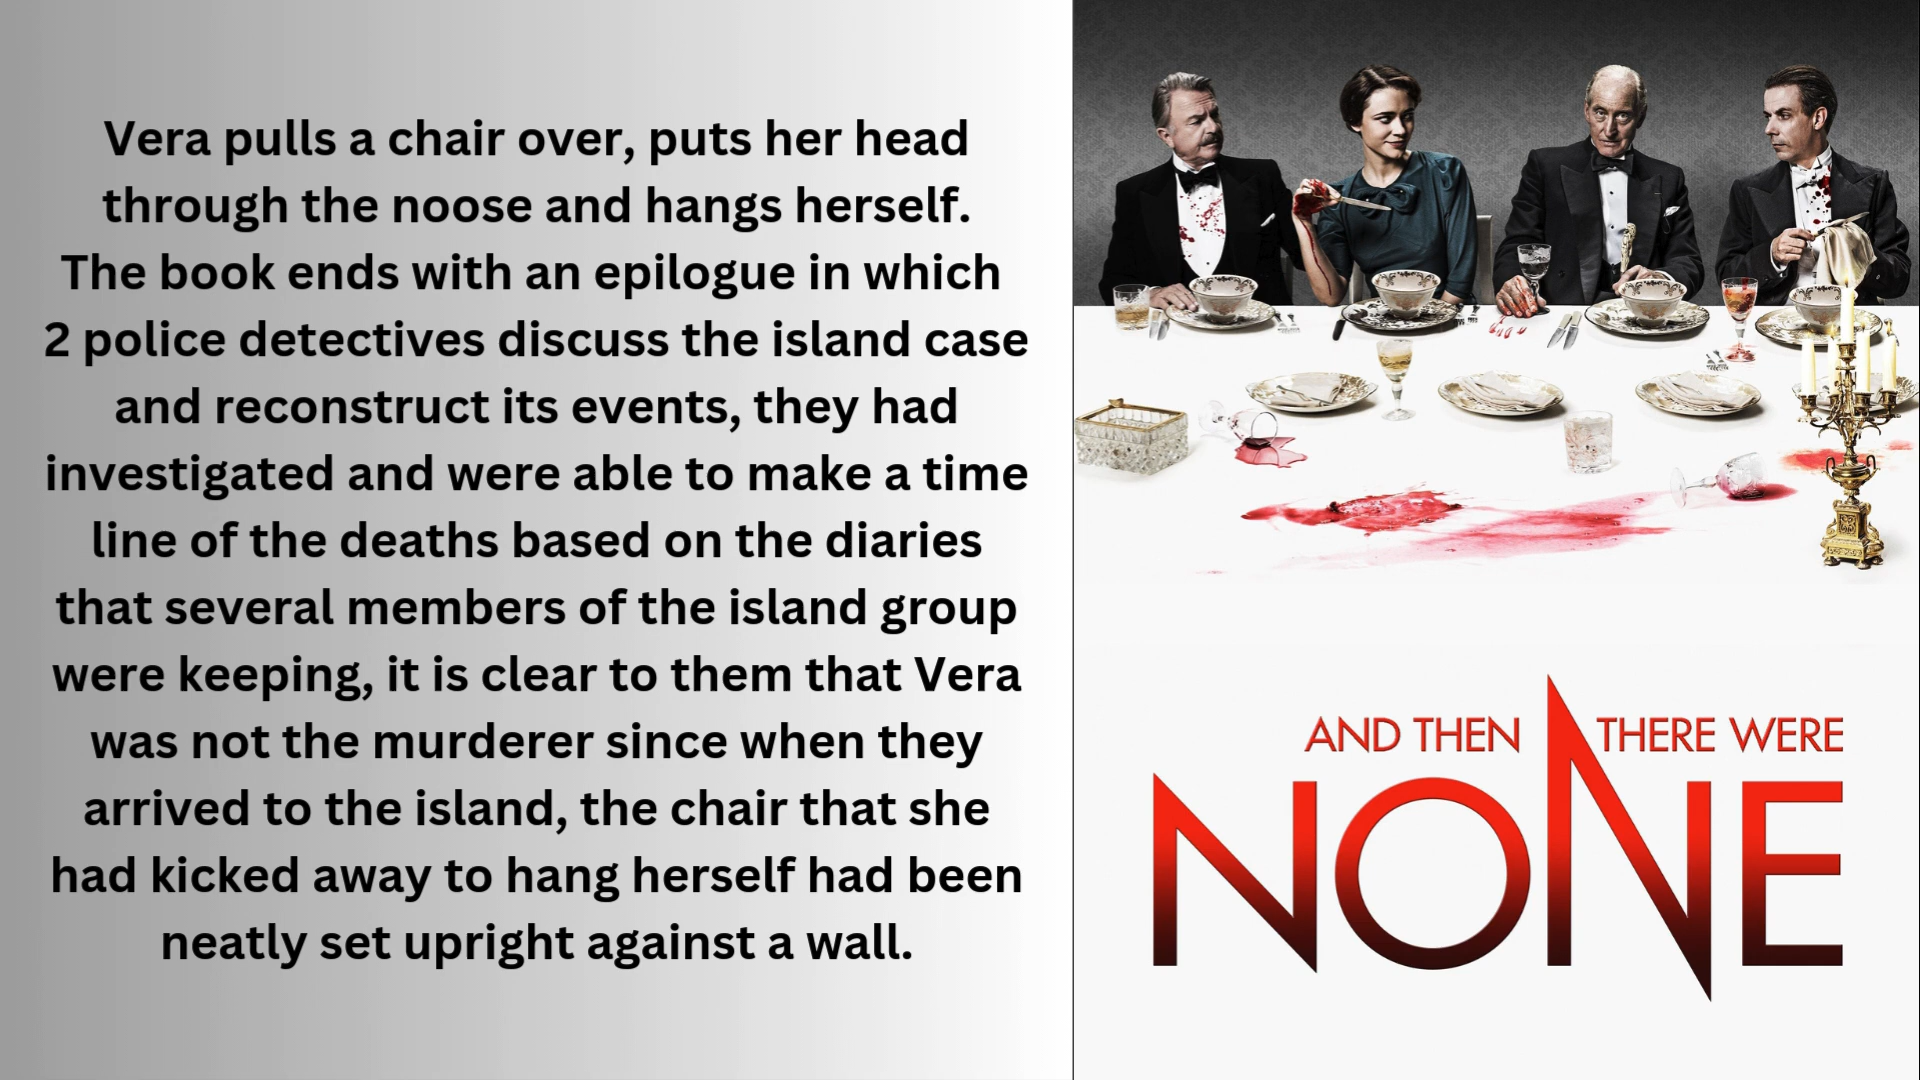 Vera pulls a chair over, puts her head
through the noose and hangs herself.
The book ends with an epilogue in which
2 police detectives discuss the island case
and reconstruct its events, they had
investigated and were able to make a time
line of the deaths based on the diaries
that several members of the island group
were keeping, it is clear to them that Vera
was not the murderer since when they
arrived to the island, the chair that she
had kicked away to hang herself had been
neatly set upright against a wall.
AND THEN THERE WERE
NONE